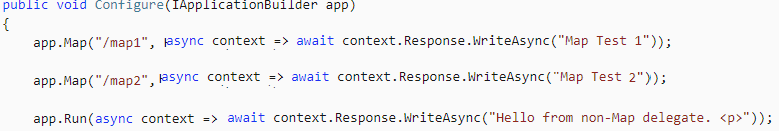 public void Configure(IApplicationBuilder app)
{
app.Map("/map1", async context => await context.Response.WriteAsync("Map Test 1"));
app.Map("/map2", async context => await context.Response.WriteAsync("Map Test 2"));
app.Run(async context => await context.Response.WriteAsync("Hello from non-Map delegate. <p>"));